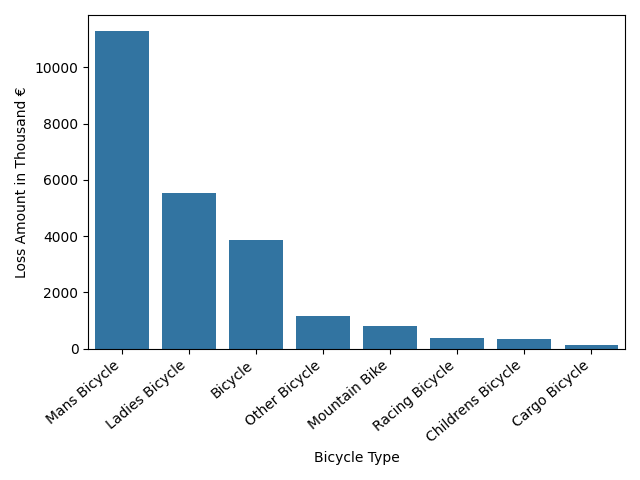 Loss Amount in Thousand €
10000
8000
6000
4000
2000
0
Mans Bicycle
Ladies Bicycle
Bicycle
Other Bicycle
Mountain Bike
Racing Bicycle
Childrens Bicycle
Cargo Bicycle
Bicycle Type